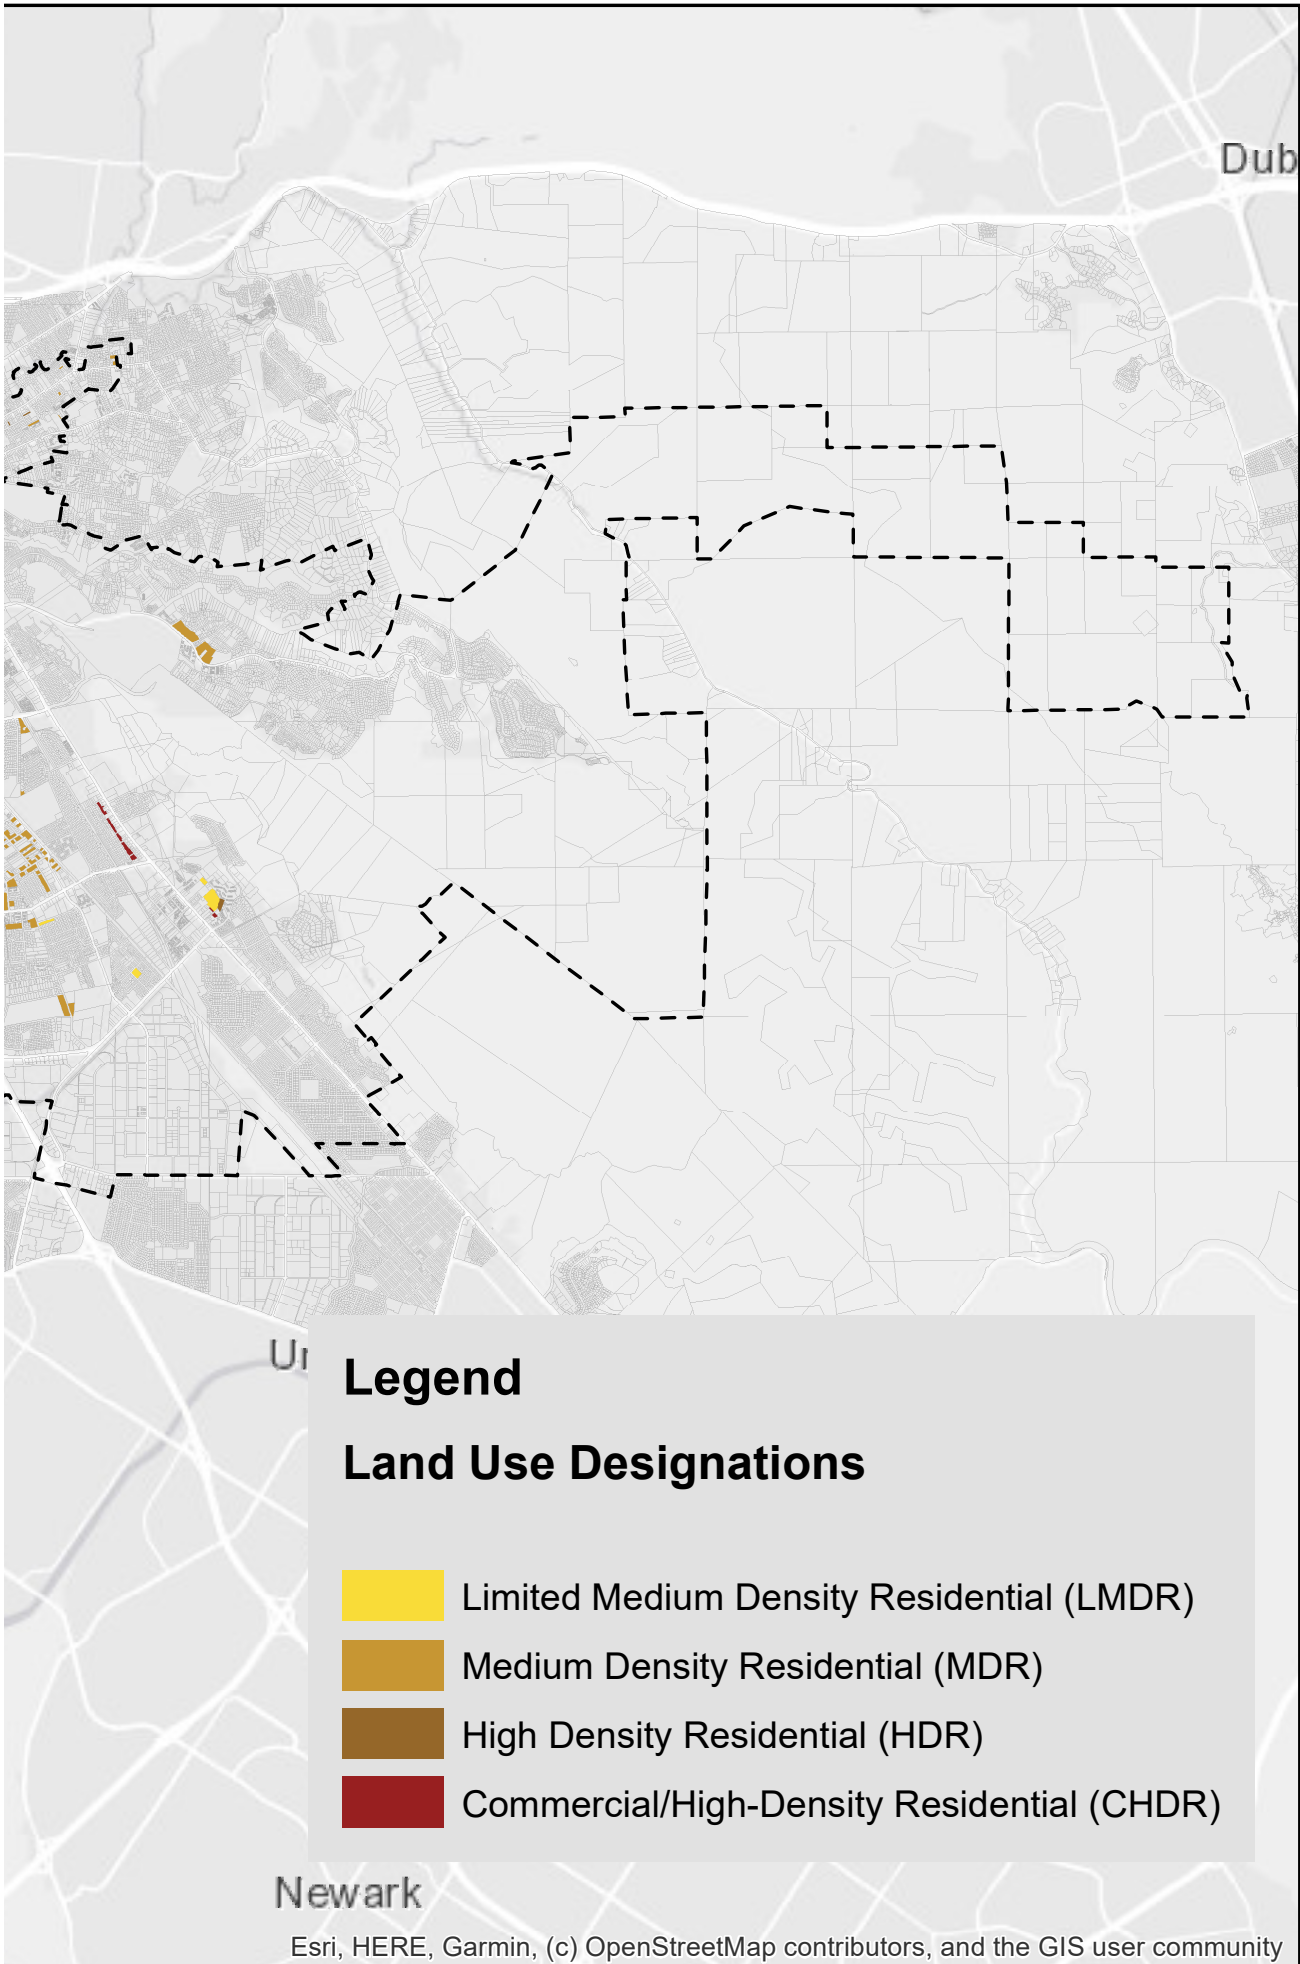 Dub
Ur
Legend
Land Use Designations
Limited Medium Density Residential (LMDR)
Medium Density Residential (MDR)
High Density Residential (HDR)
Commercial/High-Density Residential (CHDR)
Newark
Esri, HERE, Garmin, (c) OpenStreetMap contributors, and the GIS user community